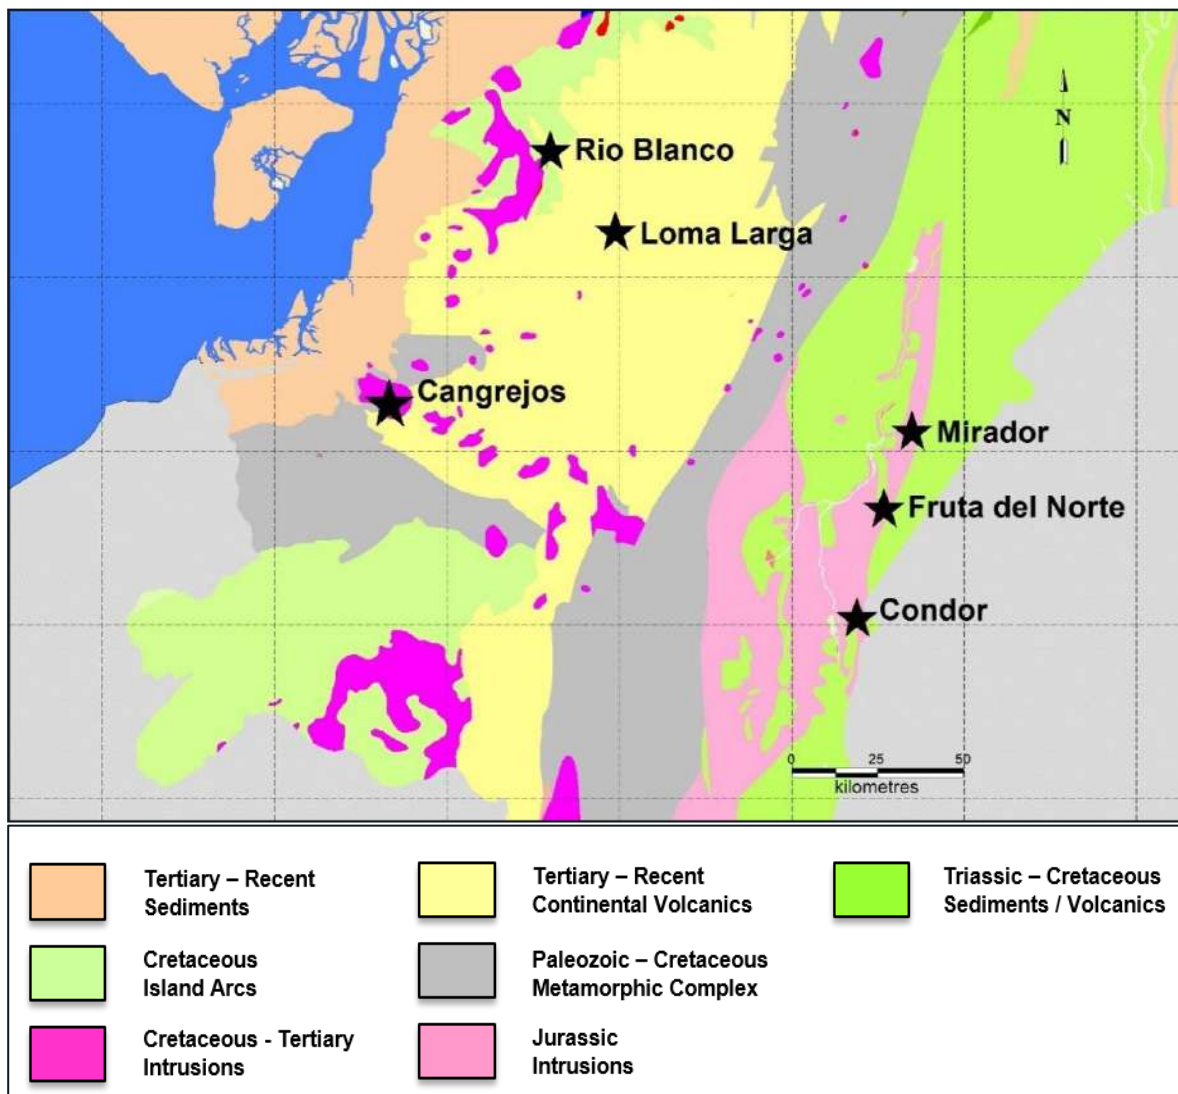 N
Rio Blanco
Loma Larga
Cangrejos
Mirador
Fruta del Norte
Condor
0 25 50
kilometres
Tertiary – Recent
Sediments
Tertiary – Recent
Continental Volcanics
Triassic – Cretaceous
Sediments / Volcanics
Cretaceous
Island Arcs
Paleozoic – Cretaceous
Metamorphic Complex
Cretaceous - Tertiary
Intrusions
Jurassic
Intrusions